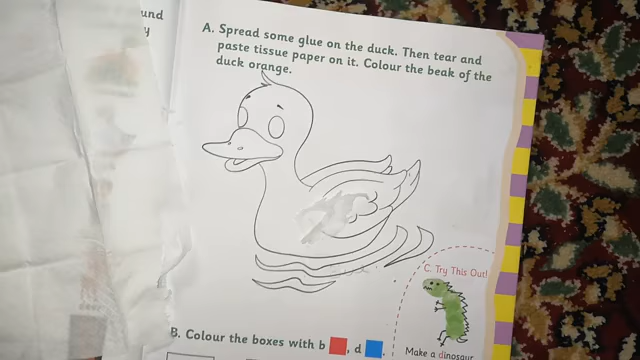 und
y
A. Spread some glue on the duck. Then tear and
paste tissue paper on it. Colour the beak of the
duck orange.
C. Try This Out!
B. Colour the boxes with b , d .
Make a dinosaur